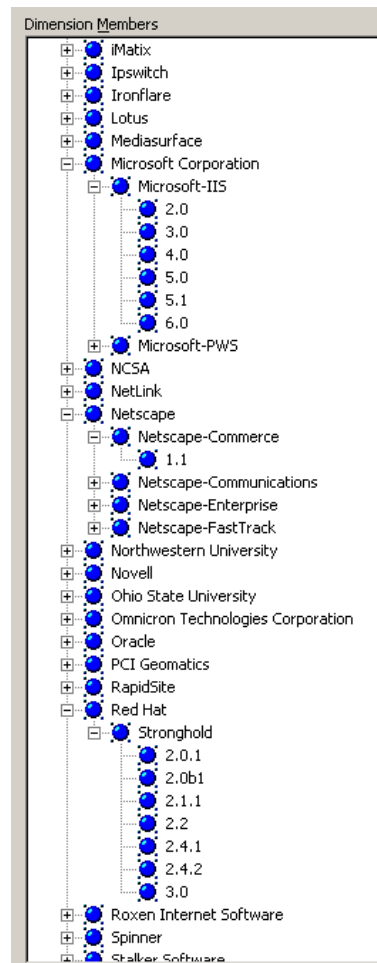 Dimension Members
iMatix
Ipswitch
Ironflare
Lotus
Mediasurface
Microsoft Corporation
Microsoft-IIS
2.0
3.0
4.0
5.0
5.1
6.0
Microsoft-PWS
NCSA
NetLink
Netscape
Netscape-Commerce
1.1
Netscape-Communications
Netscape-Enterprise
Netscape-FastTrack
Northwestern University
Novell
Ohio State University
Omnicron Technologies Corporation
Oracle
PCI Geomatics
RapidSite
Red Hat
Stronghold
2.0.1
2.0b1
2.1.1
2.2
2.4.1
2.4.2
3.0
Roxen Internet Software
Spinner
Stalker Software